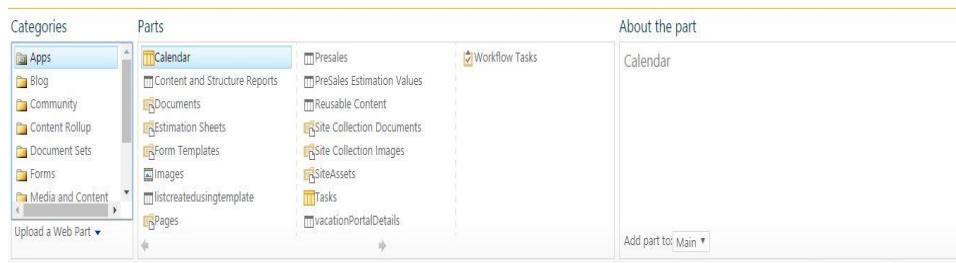 Categories
Apps
Blog
Community
Content Rollup
Document Sets
Forms
Media and Content
Upload a Web Part
Parts
Calendar
Content and Structure Reports
Documents
Estimation Sheets
Form Templates
Images
listcreatedusingtemplate
Pages
Presales
PreSales Estimation Values
Reusable Content
Site Collection Documents
Site Collection Images
SiteAssets
Tasks
vacationPortalDetails
Workflow Tasks
About the part
Calendar
Add part to: Main